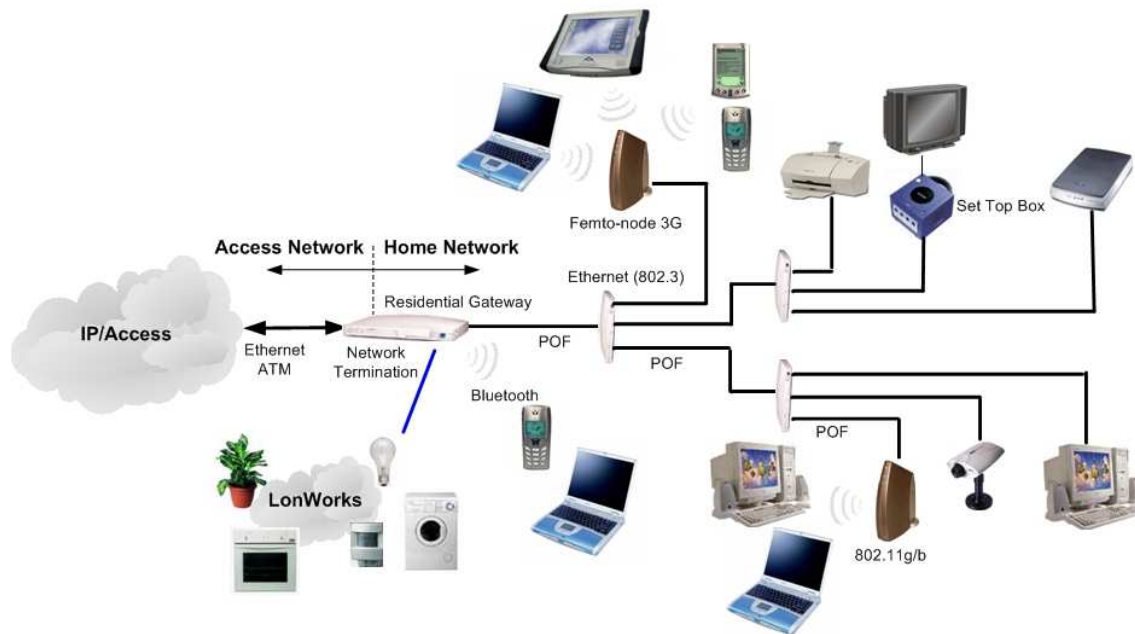 Femto-node 3G
Set Top Box
Access Network
Home Network
Ethernet (802.3)
Residential Gateway
IP/Access
Ethernet
ATM
Network
Termination
POF
POF
Bluetooth
POF
LonWorks
802.11g/b